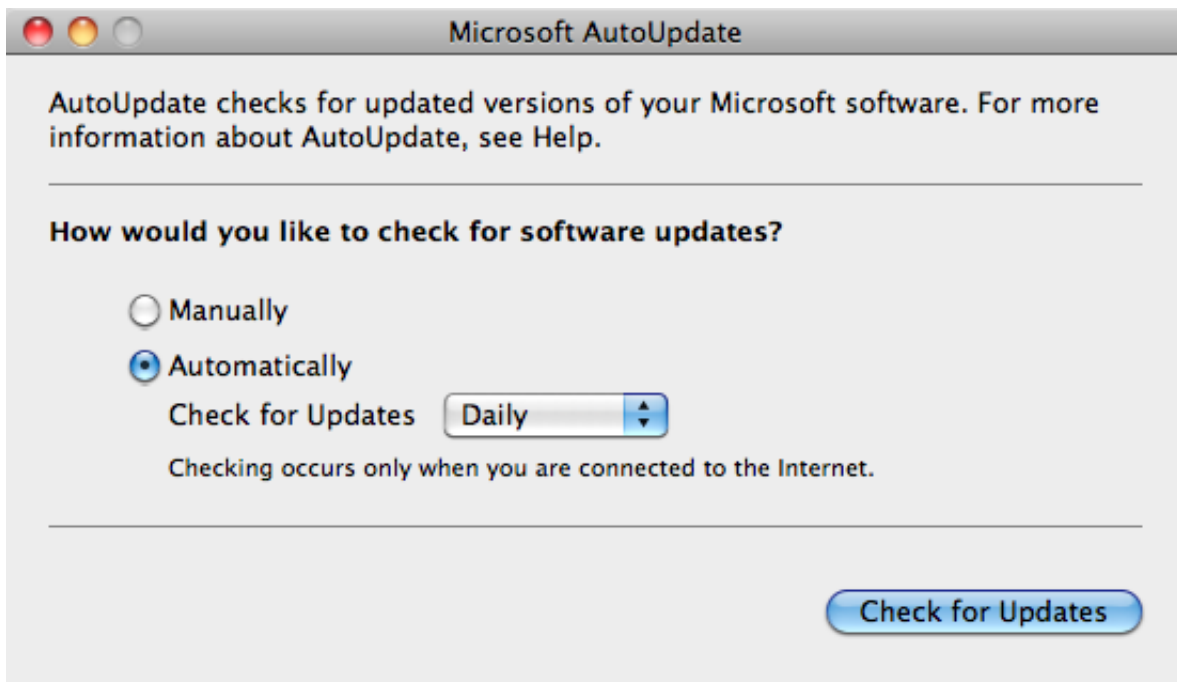 Microsoft AutoUpdate
AutoUpdate checks for updated versions of your Microsoft software. For more
information about AutoUpdate, see Help.
How would you like to check for software updates?
Manually
Automatically
Check for Updates Daily
Checking occurs only when you are connected to the Internet.
Check for Updates